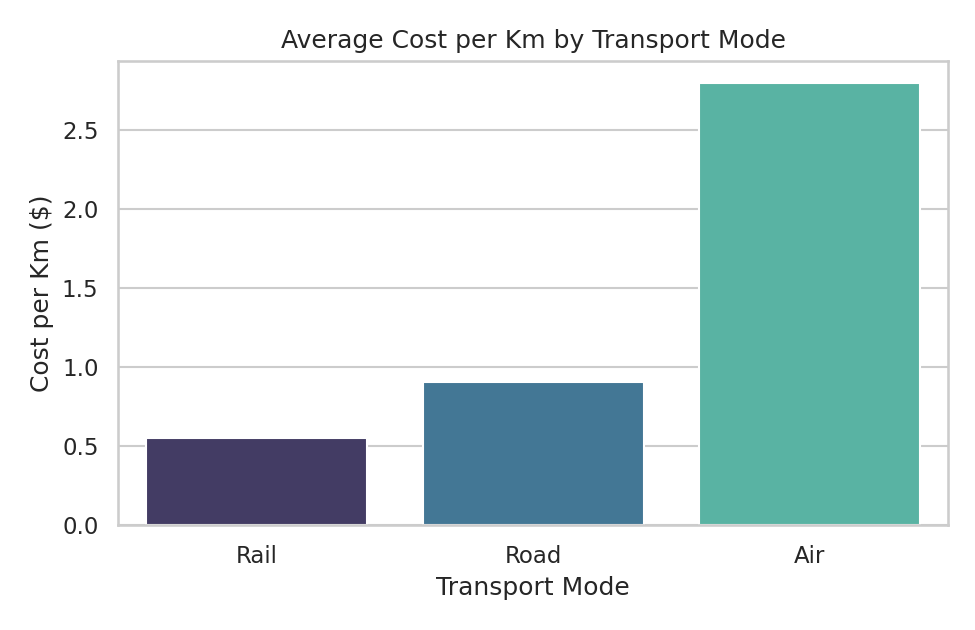 Average Cost per Km by Transport Mode
Cost per Km ($)
2.5
2.0
1.5
1.0
0.5
0.0
Rail Road Air
Transport Mode